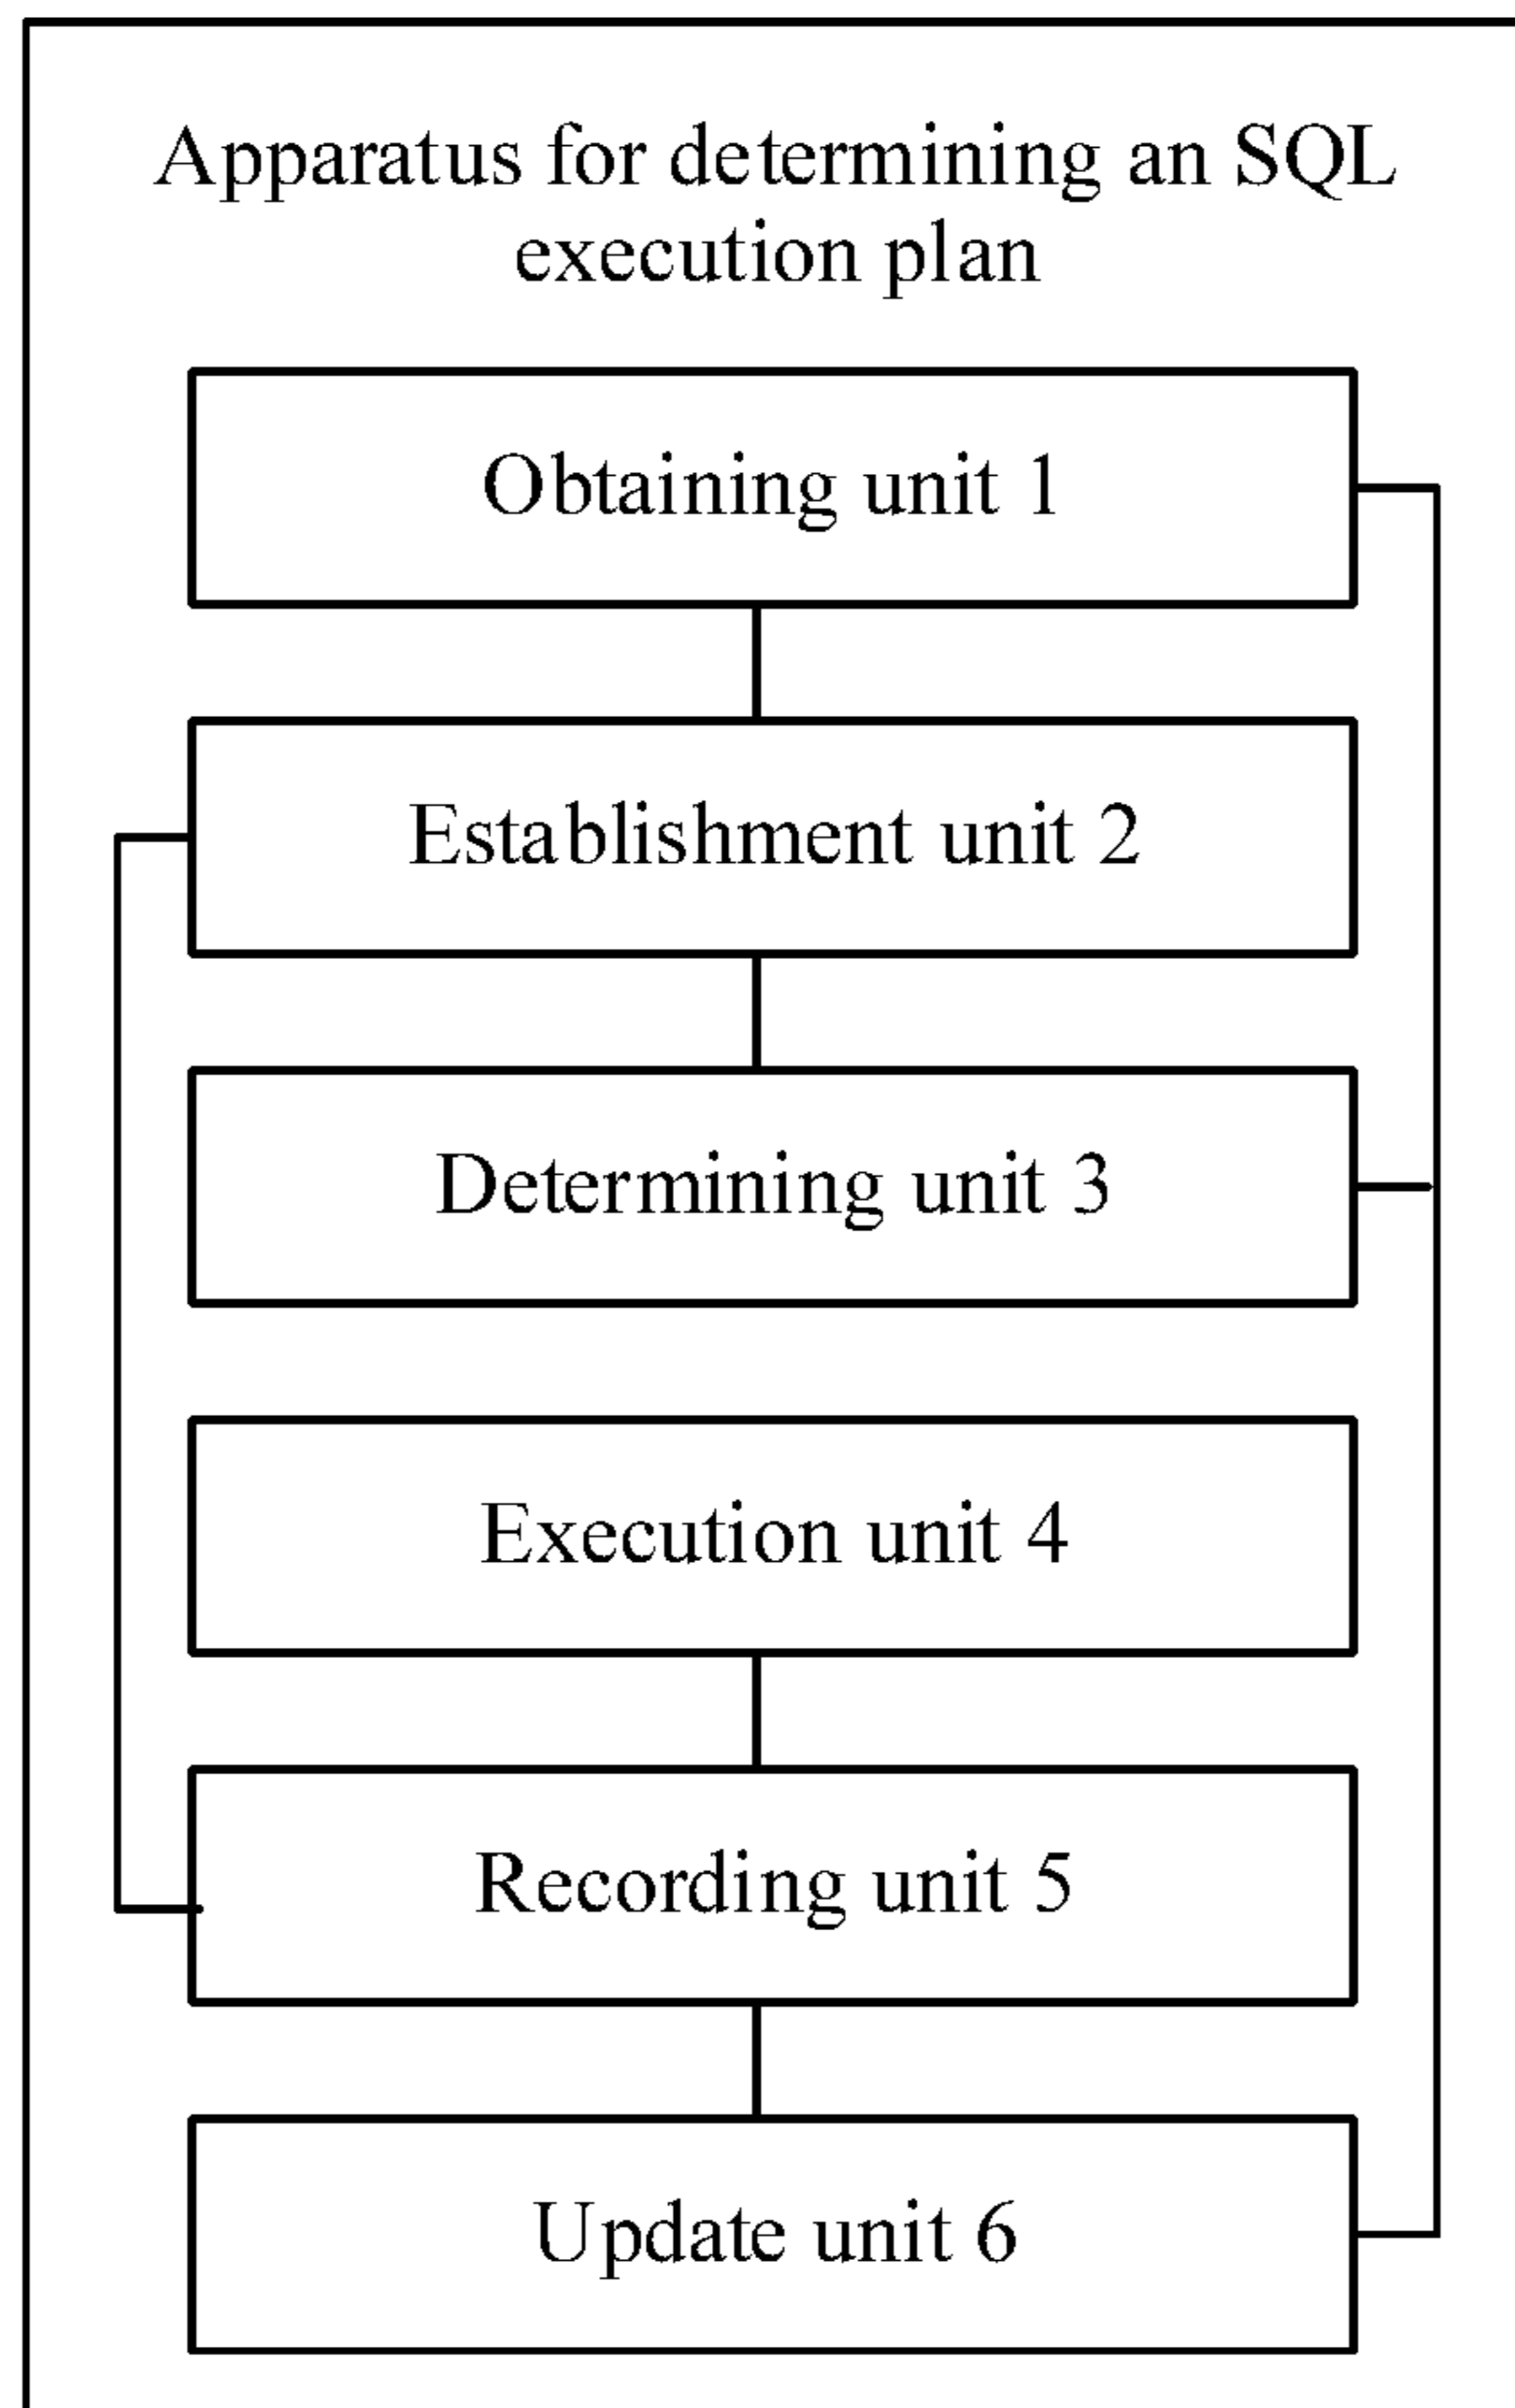 Apparatus for determining an SQL
execution plan
Obtaining unit 1
Establishment unit 2
Determining unit 3
Execution unit 4
Recording unit 5
Update unit 6